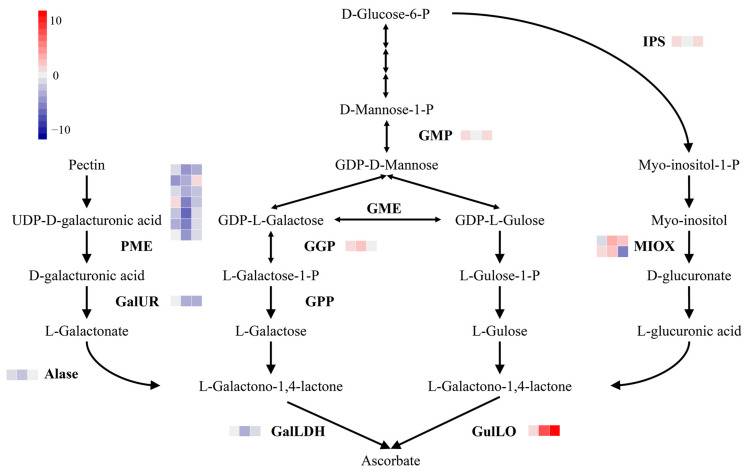 10
0
−10
D-Glucose-6-P
IPS
D-Mannose-1-P
GMP
Pectin
GDP-D-Mannose
Myo-inositol-1-P
UDP-D-galacturonic acid
GDP-L-Galactose
GME
GDP-L-Gulose
Myo-inositol
PME
GGP
MIOX
D-galacturonic acid
L-Galactose-1-P
L-Gulose-1-P
D-glucuronate
GalUR
GPP
L-Galactonate
L-Galactose
L-Gulose
L-glucuronic acid
Alase
L-Galactono-1,4-lactone
L-Galactono-1,4-lactone
GalLDH
GulLO
Ascorbate